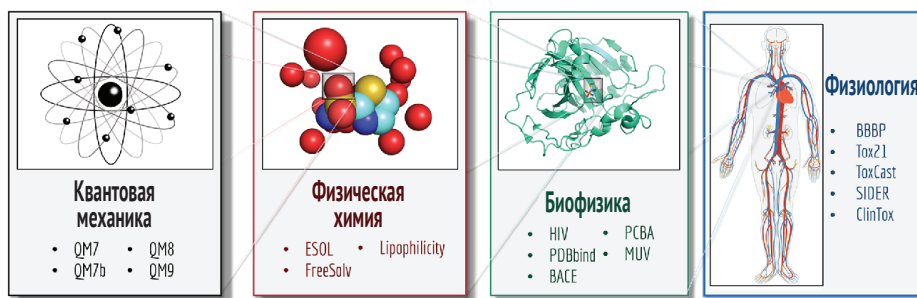 Квантовая
механика
• QM7
• QM8
• QM7b
• QM9
Физическая
химия
• ESOL
• Lipophilicity
• FreeSolv
Биофизика
• HIV
• PCBA
• PDBbind
• MUV
• BACE
Физиология
• BBBP
• Tox21
• ToxCast
• SIDER
• ClinTox